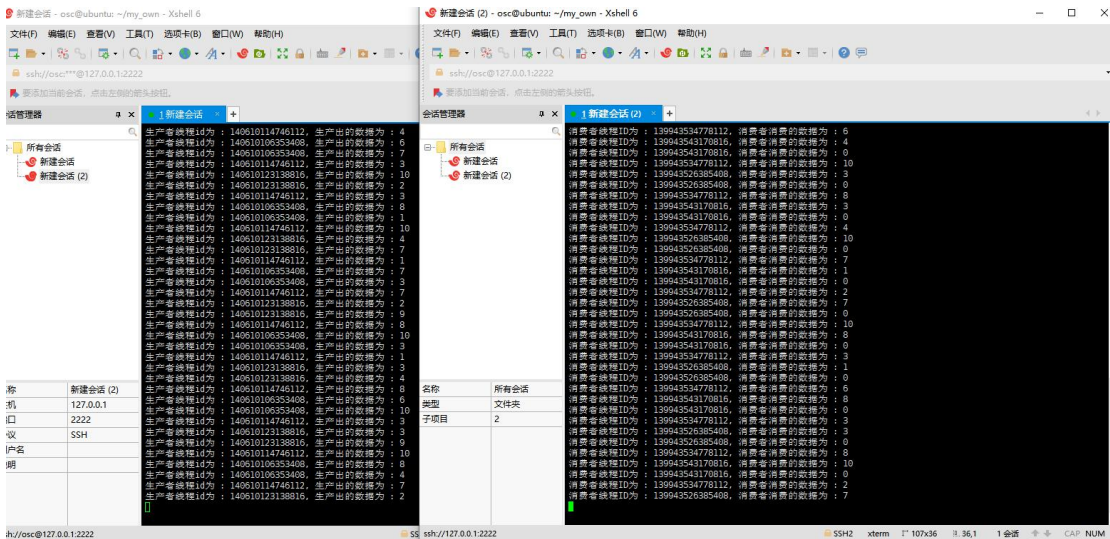 新建会话 - osc@ubuntu: ~/my_own - Xshell 6
文件(F) 编辑(E) 查看(V) 工具(T) 选项卡(B) 窗口(W) 帮助(H)
ssh://osc:***@127.0.0.1:2222
要添加当前会话，点击左侧的箭头按钮。
话管理器
1 新建会话
所有会话
新建会话
新建会话 (2)
生产者线程id为 : 140610114746112, 生产出的数据为 : 4
生产者线程id为 : 140610106353408, 生产出的数据为 : 6
生产者线程id为 : 140610106353408, 生产出的数据为 : 7
生产者线程id为 : 140610114746112, 生产出的数据为 : 3
生产者线程id为 : 140610123138816, 生产出的数据为 : 10
生产者线程id为 : 140610123138816, 生产出的数据为 : 2
生产者线程id为 : 140610114746112, 生产出的数据为 : 3
生产者线程id为 : 140610106353408, 生产出的数据为 : 8
生产者线程id为 : 140610106353408, 生产出的数据为 : 1
生产者线程id为 : 140610114746112, 生产出的数据为 : 10
生产者线程id为 : 140610123138816, 生产出的数据为 : 4
生产者线程id为 : 140610123138816, 生产出的数据为 : 7
生产者线程id为 : 140610114746112, 生产出的数据为 : 1
生产者线程id为 : 140610106353408, 生产出的数据为 : 7
生产者线程id为 : 140610106353408, 生产出的数据为 : 3
生产者线程id为 : 140610114746112, 生产出的数据为 : 7
生产者线程id为 : 140610123138816, 生产出的数据为 : 2
生产者线程id为 : 140610123138816, 生产出的数据为 : 9
生产者线程id为 : 140610114746112, 生产出的数据为 : 8
生产者线程id为 : 140610106353408, 生产出的数据为 : 10
生产者线程id为 : 140610106353408, 生产出的数据为 : 3
生产者线程id为 : 140610114746112, 生产出的数据为 : 1
生产者线程id为 : 140610123138816, 生产出的数据为 : 3
生产者线程id为 : 140610123138816, 生产出的数据为 : 4
生产者线程id为 : 140610114746112, 生产出的数据为 : 8
生产者线程id为 : 140610106353408, 生产出的数据为 : 6
生产者线程id为 : 140610106353408, 生产出的数据为 : 10
生产者线程id为 : 140610114746112, 生产出的数据为 : 3
生产者线程id为 : 140610123138816, 生产出的数据为 : 3
生产者线程id为 : 140610123138816, 生产出的数据为 : 9
生产者线程id为 : 140610114746112, 生产出的数据为 : 10
生产者线程id为 : 140610106353408, 生产出的数据为 : 8
生产者线程id为 : 140610106353408, 生产出的数据为 : 4
生产者线程id为 : 140610114746112, 生产出的数据为 : 7
生产者线程id为 : 140610123138816, 生产出的数据为 : 2
称 新建会话 (2)
机 127.0.0.1
口 2222
议 SSH
户名
明
sh://osc@127.0.0.1:2222
SS
新建会话 (2) - osc@ubuntu: ~/my_own - Xshell 6
文件(F) 编辑(E) 查看(V) 工具(T) 选项卡(B) 窗口(W) 帮助(H)
ssh://osc@127.0.0.1:2222
要添加当前会话，点击左侧的箭头按钮。
会话管理器
1 新建会话 (2)
所有会话
新建会话
新建会话 (2)
消费者线程ID为 : 139943534778112, 消费者消费的数据为 : 6
消费者线程ID为 : 139943543170816, 消费者消费的数据为 : 4
消费者线程ID为 : 139943543170816, 消费者消费的数据为 : 0
消费者线程ID为 : 139943534778112, 消费者消费的数据为 : 10
消费者线程ID为 : 139943526385408, 消费者消费的数据为 : 3
消费者线程ID为 : 139943526385408, 消费者消费的数据为 : 0
消费者线程ID为 : 139943534778112, 消费者消费的数据为 : 8
消费者线程ID为 : 139943543170816, 消费者消费的数据为 : 3
消费者线程ID为 : 139943543170816, 消费者消费的数据为 : 0
消费者线程ID为 : 139943534778112, 消费者消费的数据为 : 4
消费者线程ID为 : 139943526385408, 消费者消费的数据为 : 10
消费者线程ID为 : 139943526385408, 消费者消费的数据为 : 0
消费者线程ID为 : 139943534778112, 消费者消费的数据为 : 7
消费者线程ID为 : 139943543170816, 消费者消费的数据为 : 1
消费者线程ID为 : 139943543170816, 消费者消费的数据为 : 0
消费者线程ID为 : 139943534778112, 消费者消费的数据为 : 2
消费者线程ID为 : 139943526385408, 消费者消费的数据为 : 7
消费者线程ID为 : 139943526385408, 消费者消费的数据为 : 0
消费者线程ID为 : 139943534778112, 消费者消费的数据为 : 10
消费者线程ID为 : 139943543170816, 消费者消费的数据为 : 8
消费者线程ID为 : 139943543170816, 消费者消费的数据为 : 0
消费者线程ID为 : 139943534778112, 消费者消费的数据为 : 3
消费者线程ID为 : 139943526385408, 消费者消费的数据为 : 1
消费者线程ID为 : 139943526385408, 消费者消费的数据为 : 0
消费者线程ID为 : 139943534778112, 消费者消费的数据为 : 6
消费者线程ID为 : 139943543170816, 消费者消费的数据为 : 8
消费者线程ID为 : 139943543170816, 消费者消费的数据为 : 0
消费者线程ID为 : 139943534778112, 消费者消费的数据为 : 3
消费者线程ID为 : 139943526385408, 消费者消费的数据为 : 3
消费者线程ID为 : 139943526385408, 消费者消费的数据为 : 0
消费者线程ID为 : 139943534778112, 消费者消费的数据为 : 8
消费者线程ID为 : 139943543170816, 消费者消费的数据为 : 10
消费者线程ID为 : 139943543170816, 消费者消费的数据为 : 0
消费者线程ID为 : 139943534778112, 消费者消费的数据为 : 2
消费者线程ID为 : 139943526385408, 消费者消费的数据为 : 7
名称 所有会话
类型 文件夹
子项目 2
ssh://127.0.0.1:2222
SSH2 xterm 107x36 36,1 1 会话 CAP NUM